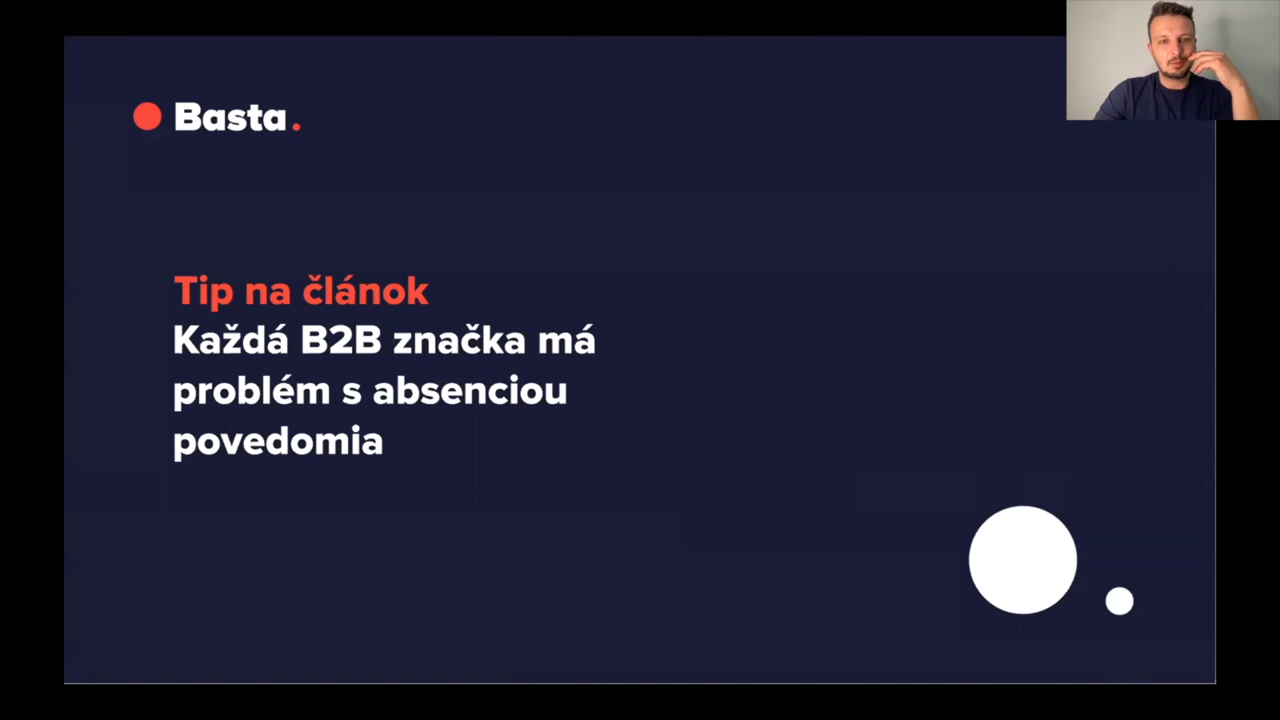 Basta.
Tip na článok
Každá B2B značka má
problém s absenciou
povedomia